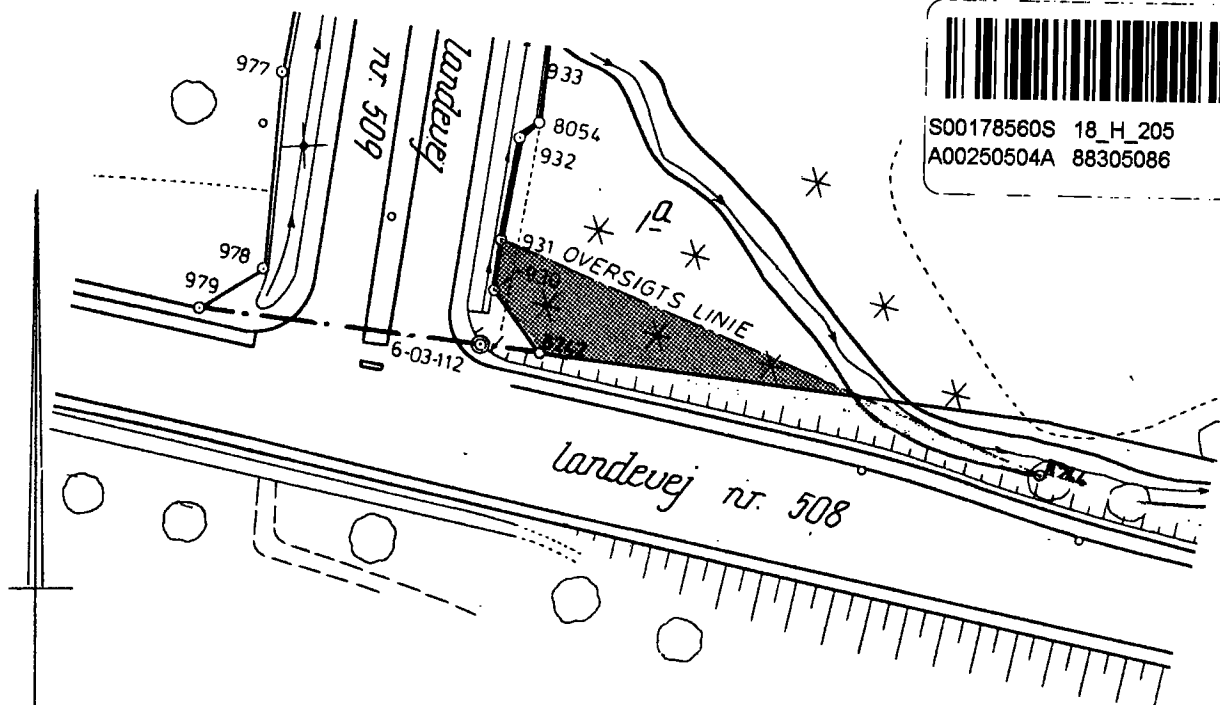 S00178560S 18_H_205
A00250504A 88305086
977
landevej
nr. 509
933
8054
932
1a
978
979
931 OVERSIGTS LINIE
930
6-03-112
landevej nr. 508